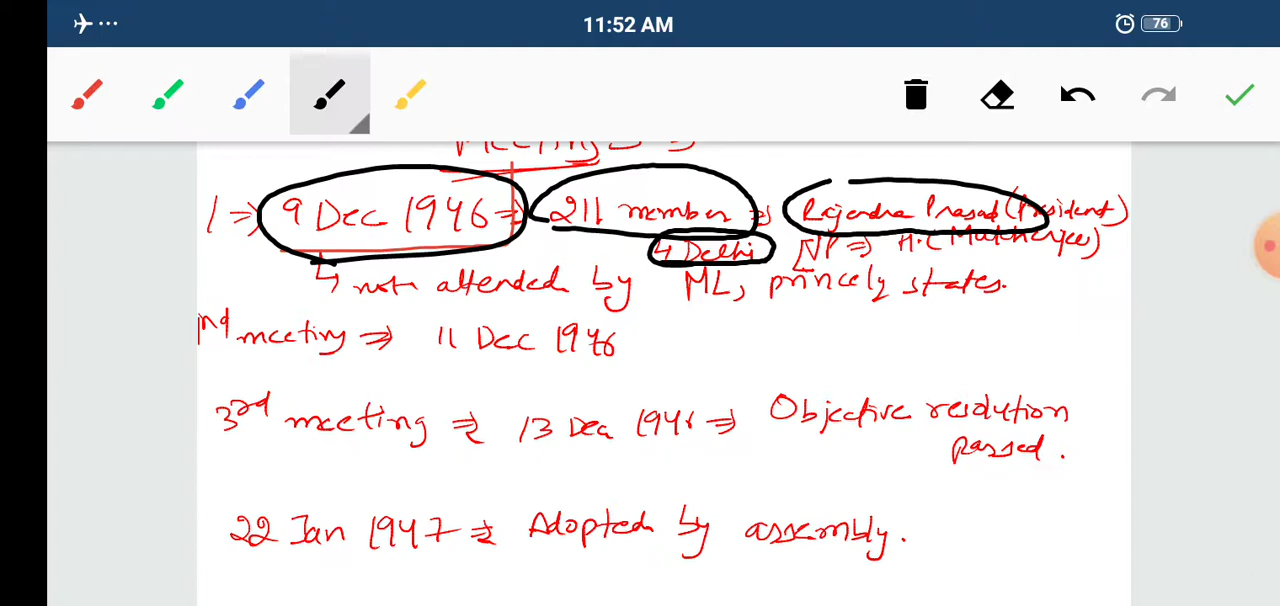 11:52 AM
76
1 ⇒ 9 Dec 1946 ⇒ 211 member ⇒ Rajendra Prasad (President)
Delhi [VP ⇒ H.C (Mukherjee)
↳ not attended by ML, princely states.
nd meeting ⇒ 11 Dec 1946
3rd meeting ⇒ 13 Dec 1946 ⇒ Objective resolution
passed.
22 Jan 1947 ⇒ Adopted by assembly.